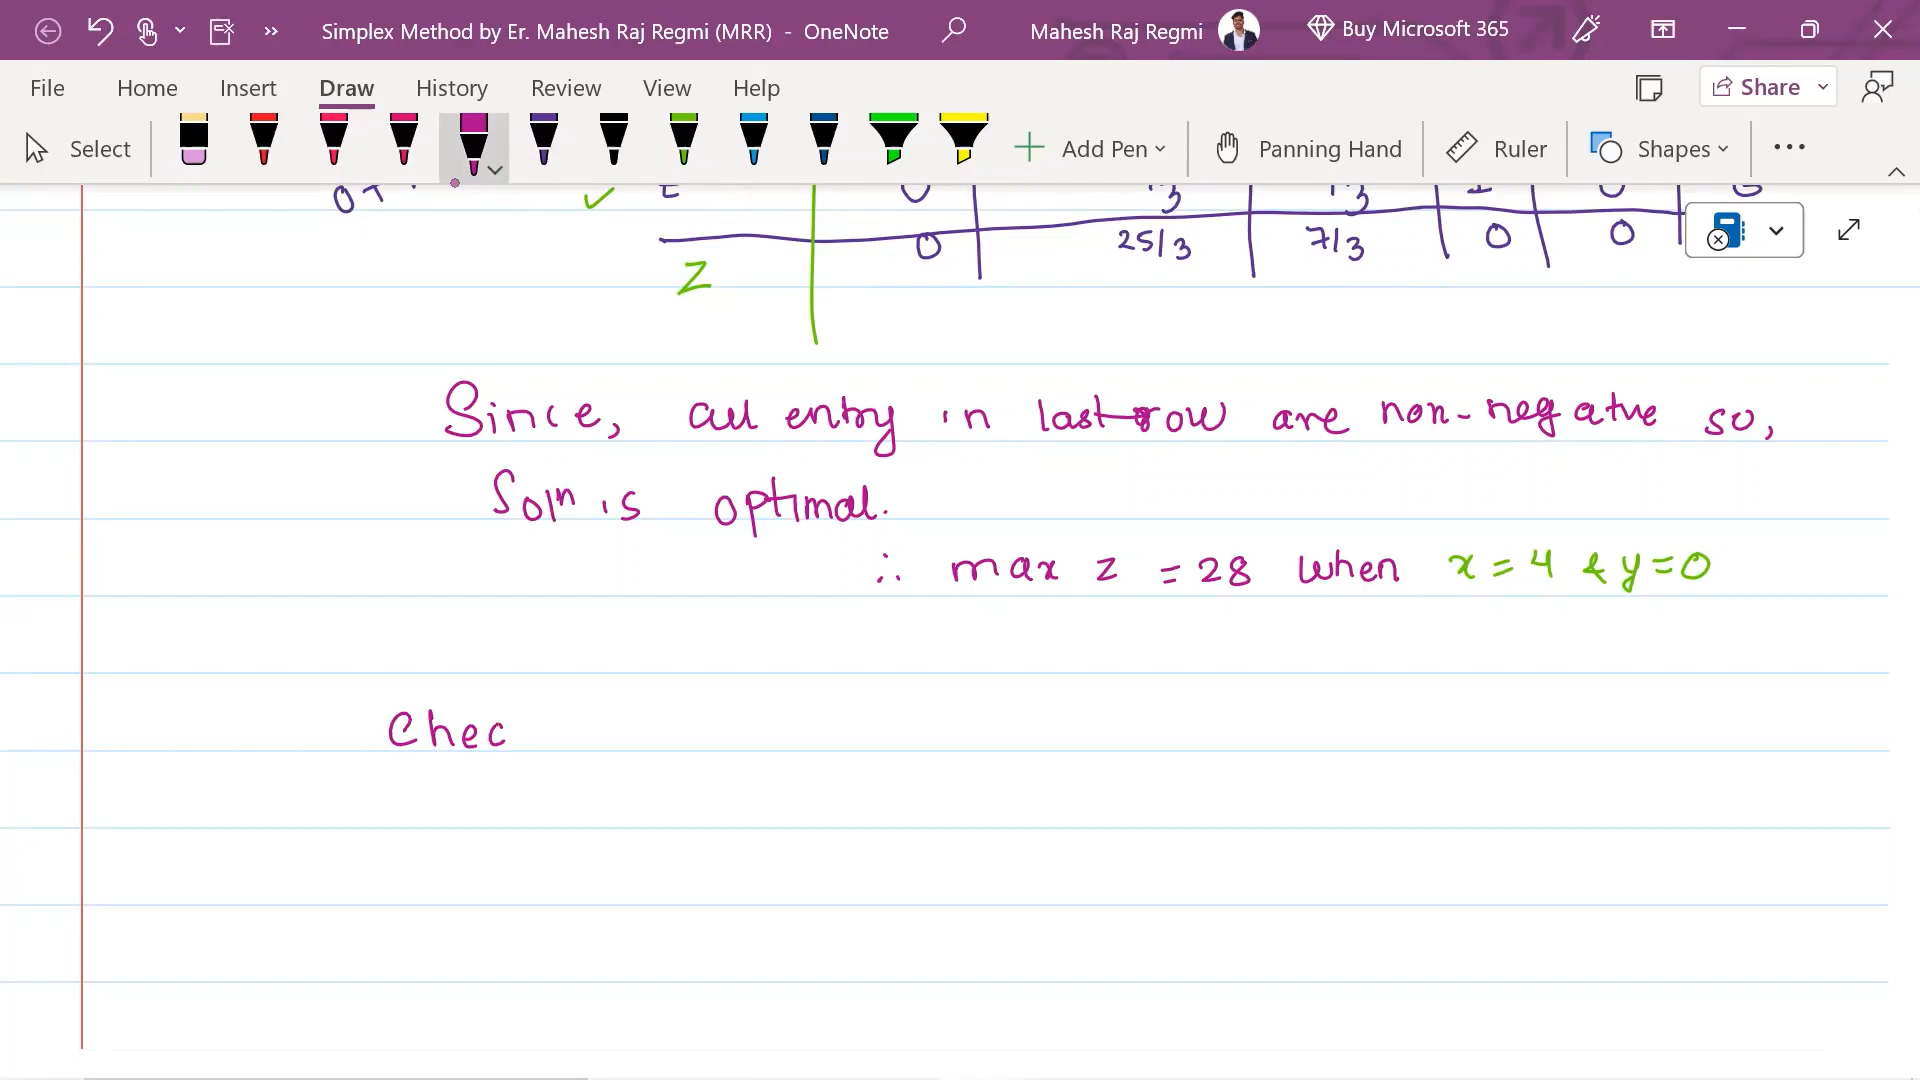 Simplex Method by Er. Mahesh Raj Regmi (MRR) - OneNote
Mahesh Raj Regmi
Buy Microsoft 365
File Home Insert Draw History Review View Help
Share
Select
Add Pen
Panning Hand
Ruler
Shapes
0 25/3 7/3 0 0
Z
Since, all entry in last row are non-negative so,
Solⁿ is optimal.
∴ max z = 28 when x = 4 & y = 0
Chec